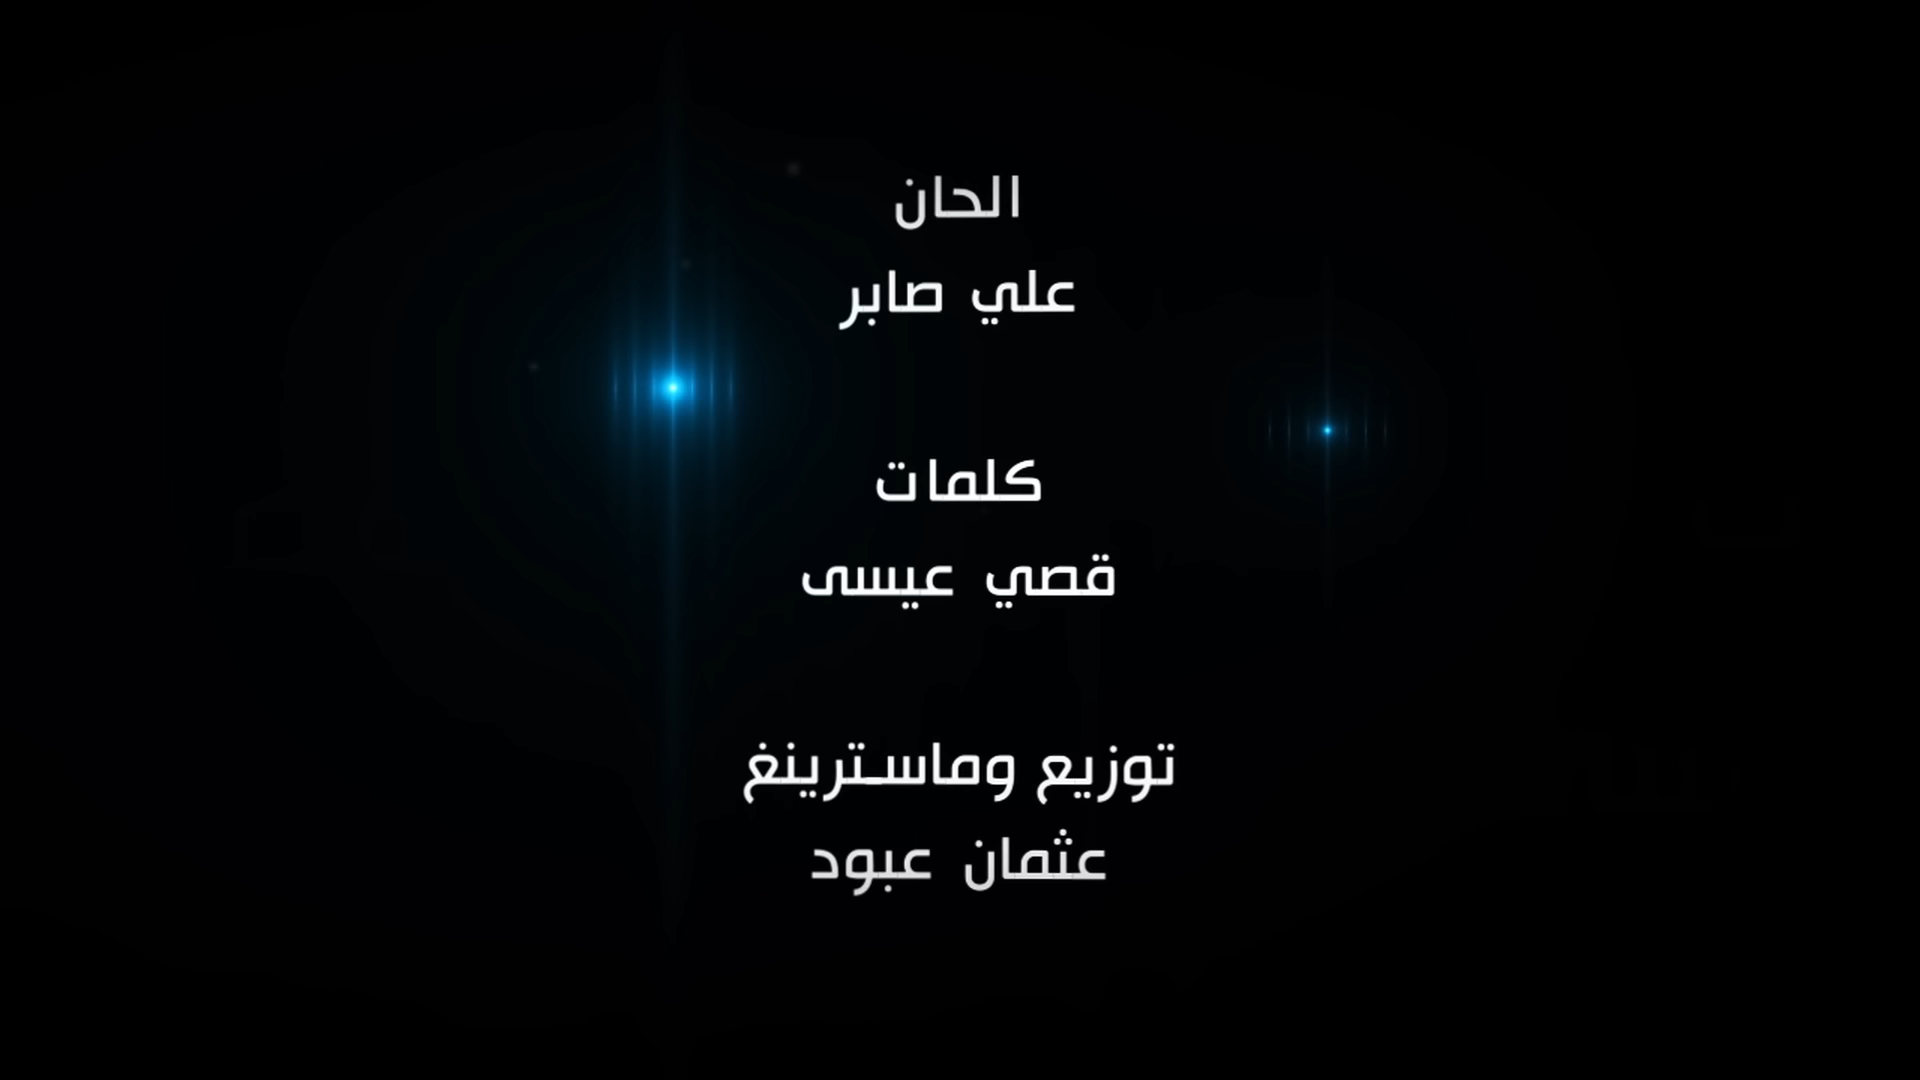 الحان
علي صابر
كلمات
قصي عيسى
توزيع وماسترينغ
عثمان عبود